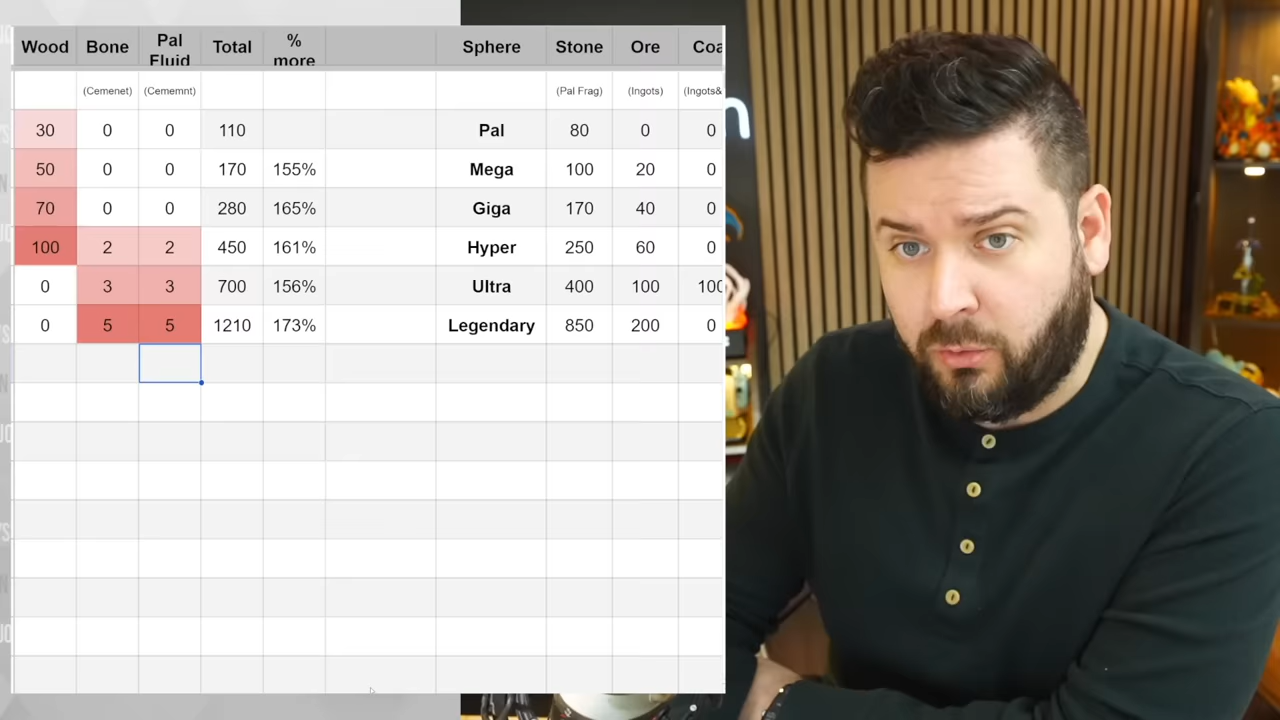 Wood Bone Pal Fluid Total % more Sphere Stone Ore Coa
(Cemenet) (Cememnt) (Pal Frag) (Ingots) (Ingots&
30 0 0 110 Pal 80 0 0
50 0 0 170 155% Mega 100 20 0
70 0 0 280 165% Giga 170 40 0
100 2 2 450 161% Hyper 250 60 0
0 3 3 700 156% Ultra 400 100 100
0 5 5 1210 173% Legendary 850 200 0
n